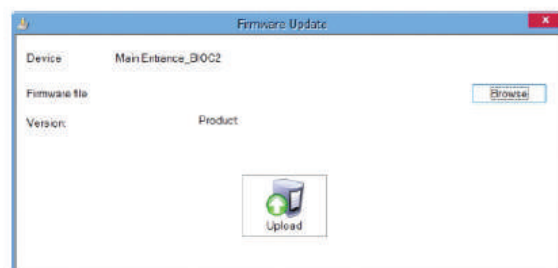 Firmware Update
Device Main Entrance_BIOC2
Firmware file Browse
Version: Product
Upload